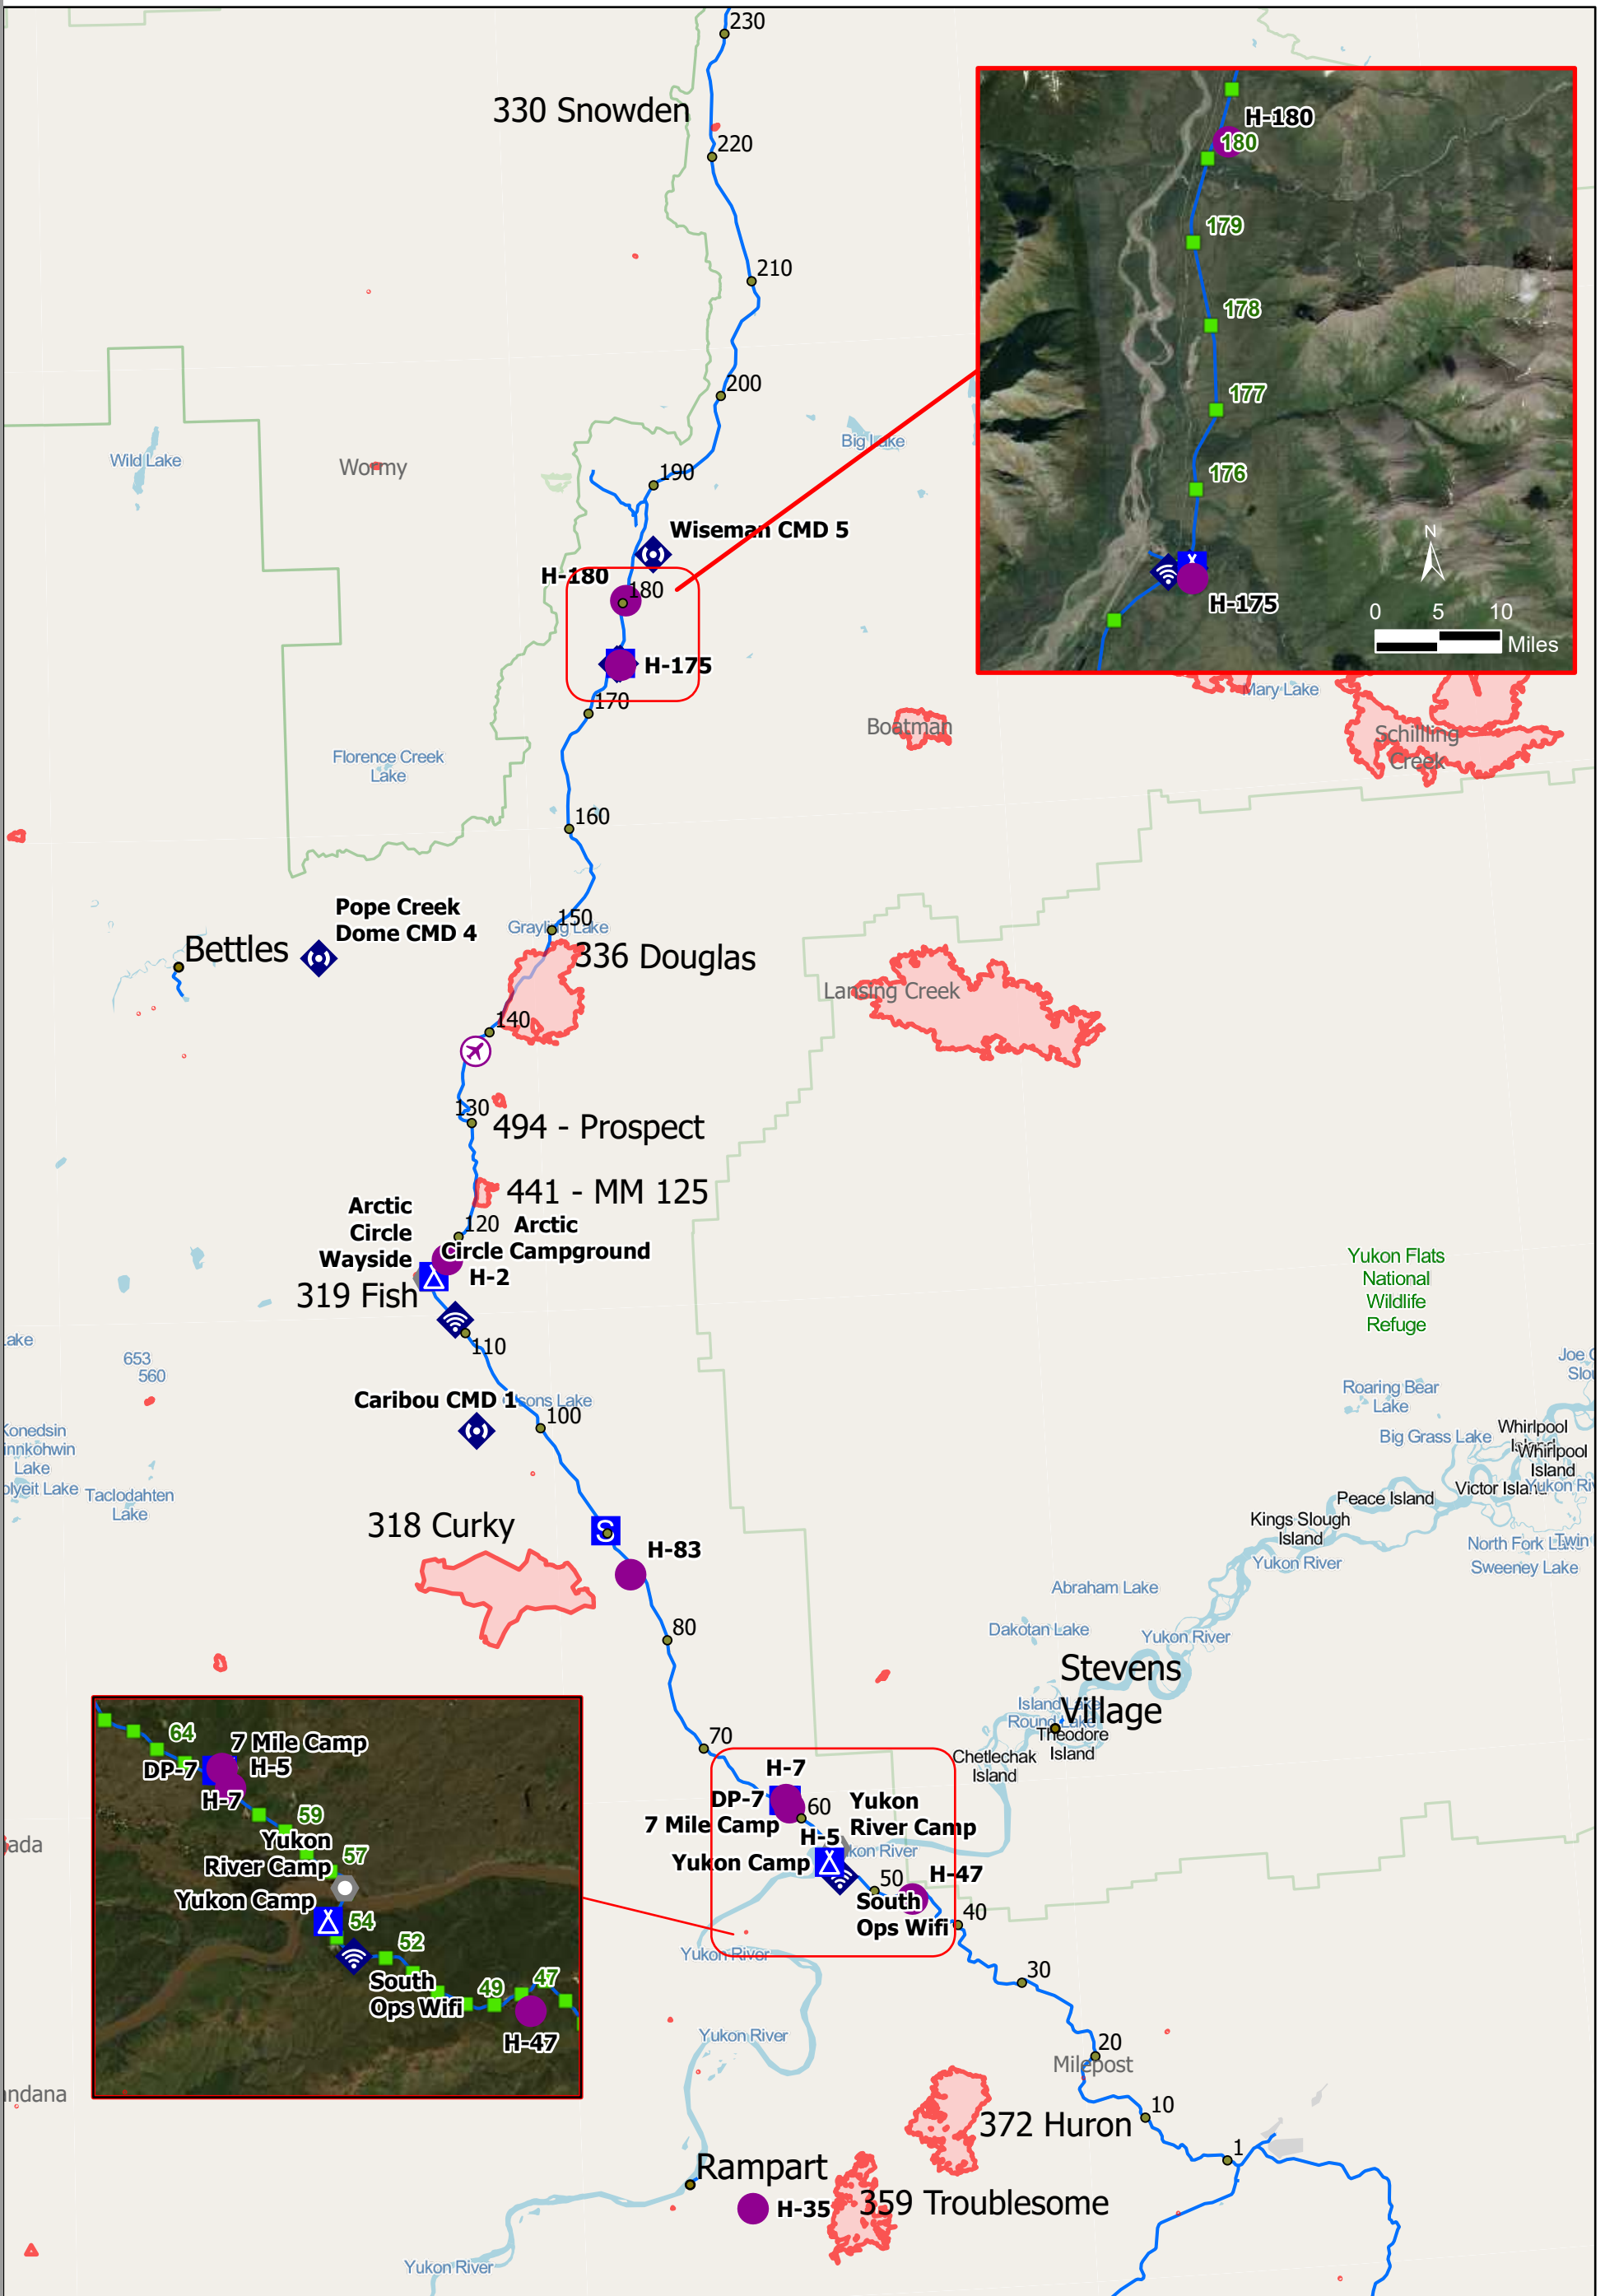 230
330 Snowden
220
210
200
190
Wild Lake
Wormy
Big Lake
Wiseman CMD 5
H-180
180
H-175
170
H-180
180
179
178
177
176
H-175
N
0 5 10
Miles
Mary Lake
Boatman
Schilling
Creek
Florence Creek
Lake
160
Pope Creek
Dome CMD 4
Bettles
150
Grayling Lake
336 Douglas
Lansing Creek
140
130
494 - Prospect
441 - MM 125
Arctic
Circle
Wayside
120
Arctic
Circle Campground
H-2
319 Fish
110
Yukon Flats
National
Wildlife
Refuge
653
560
Caribou CMD 1
100
Konedsin
Lake
Taclodahten
Lake
Roaring Bear
Lake
Big Grass Lake
Whirlpool
Whirlpool
Island
Victor Island
Peace Island
Kings Slough
Island
Yukon River
North Fork Lake
Sweeney Lake
318 Curky
H-83
Abraham Lake
Dakotan Lake
Yukon River
80
Stevens
Village
Island Lake
Round Lake
Theodore
Island
Chetlechak
Island
70
H-7
DP-7
60
7 Mile Camp
H-5
Yukon
River Camp
Yukon Camp
50
H-47
South
Ops Wifi
40
64
7 Mile Camp
DP-7
H-5
H-7
59
Yukon
River Camp
57
Yukon Camp
54
52
South
Ops Wifi
49
47
H-47
Yukon River
30
Yukon River
20
Milepost
10
372 Huron
1
Rampart
H-35
359 Troublesome
Yukon River